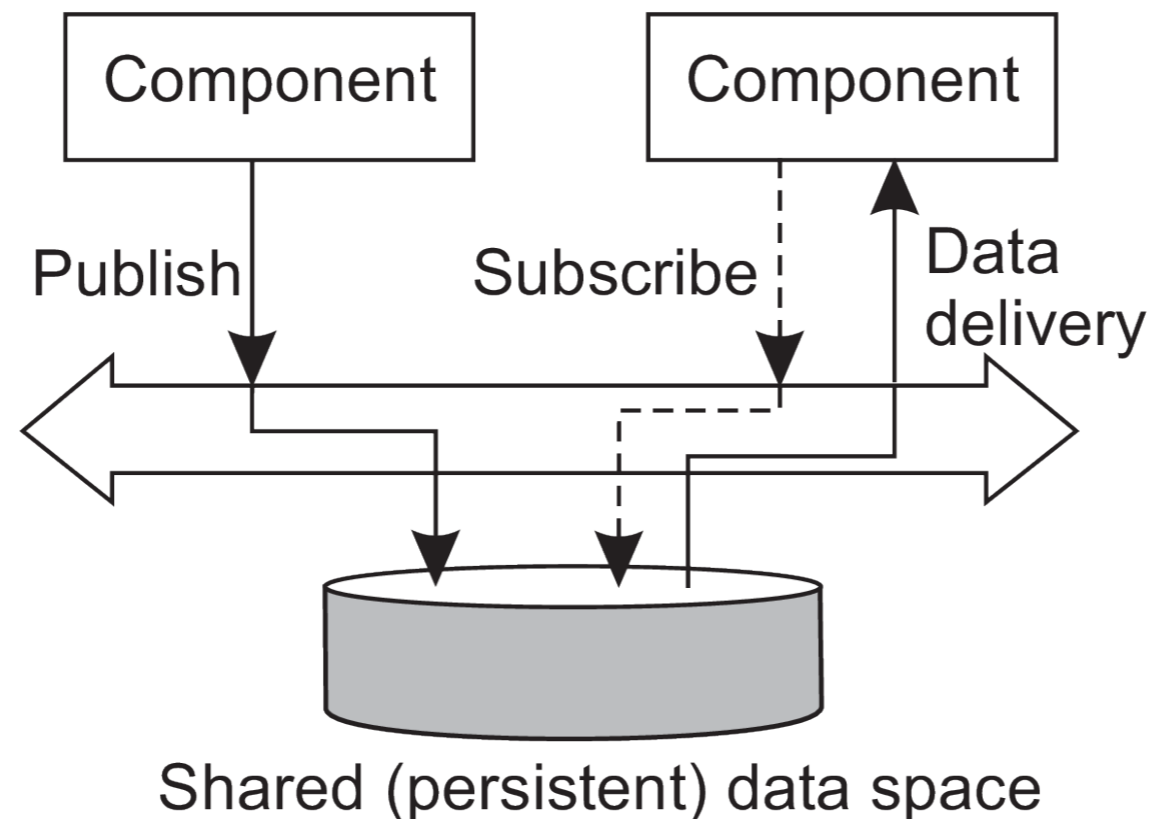 Component
Component
Publish
Subscribe
Data
delivery
Shared (persistent) data space